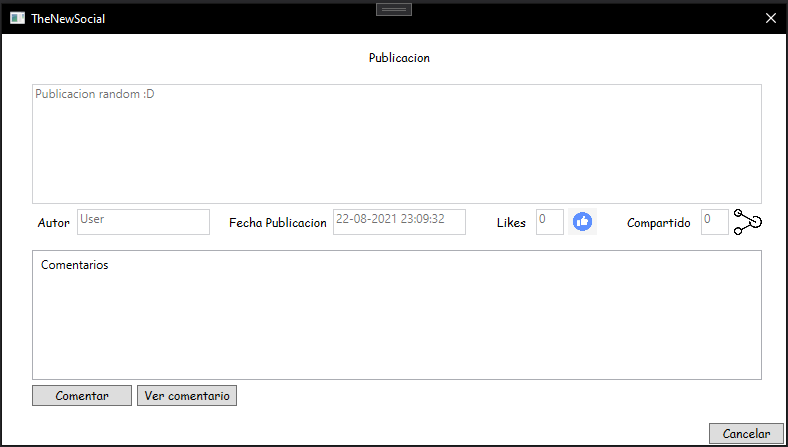 TheNewSocial
Publicacion
Publicacion random :D
Autor User Fecha Publicacion 22-08-2021 23:09:32 Likes 0 Compartido 0
Comentarios
Comentar Ver comentario
Cancelar